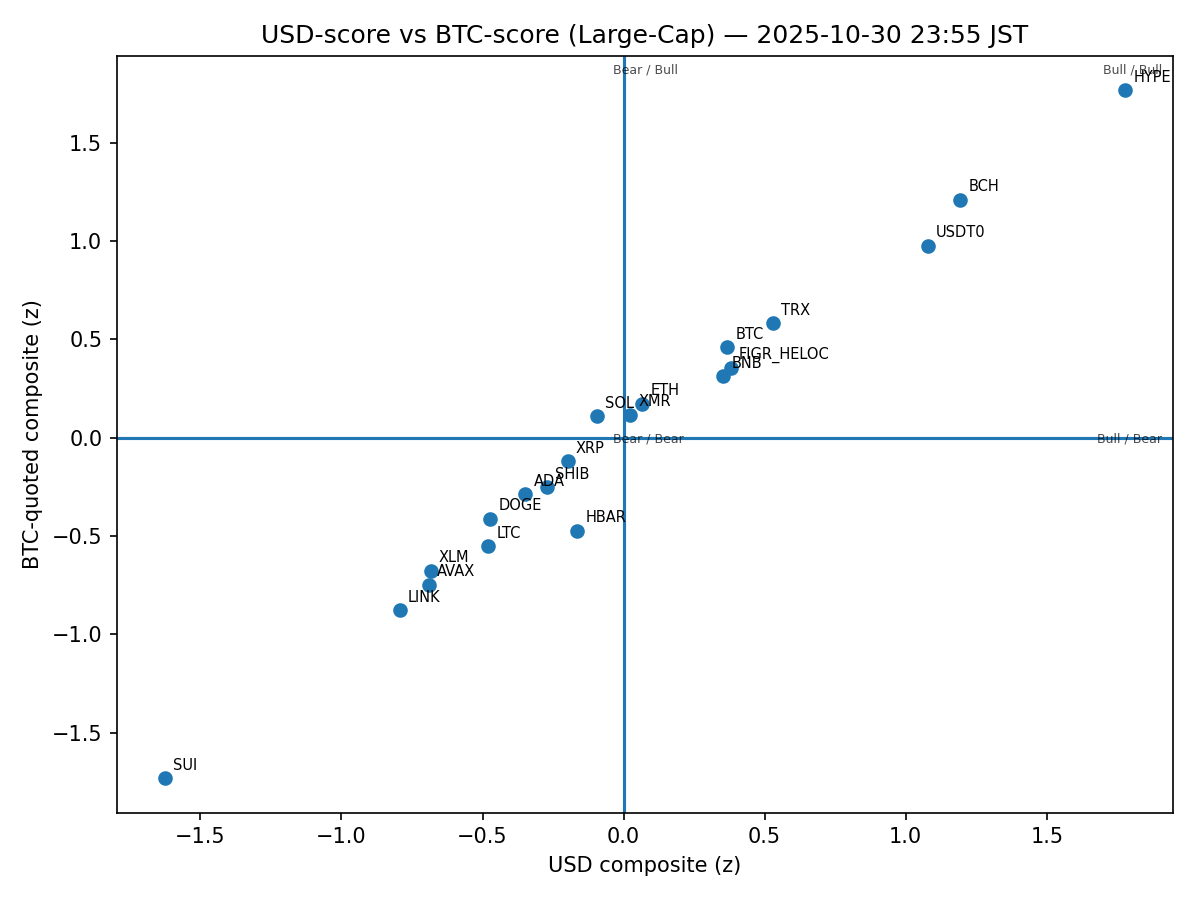 USD-score vs BTC-score (Large-Cap) — 2025-10-30 23:55 JST
Bear / Bull
Bull / Bull
HYPE
1.5
BCH
USDT0
1.0
TRX
BTC
0.5
FIGR_HELOC
BNB
ETH
XMR
SOL
0.0
Bear / Bear
Bull / Bear
XRP
SHIB
ADA
DOGE
HBAR
−0.5
LTC
XLM
AVAX
LINK
−1.0
−1.5
SUI
BTC-quoted composite (z)
−1.5
−1.0
−0.5
0.0
0.5
1.0
1.5
USD composite (z)